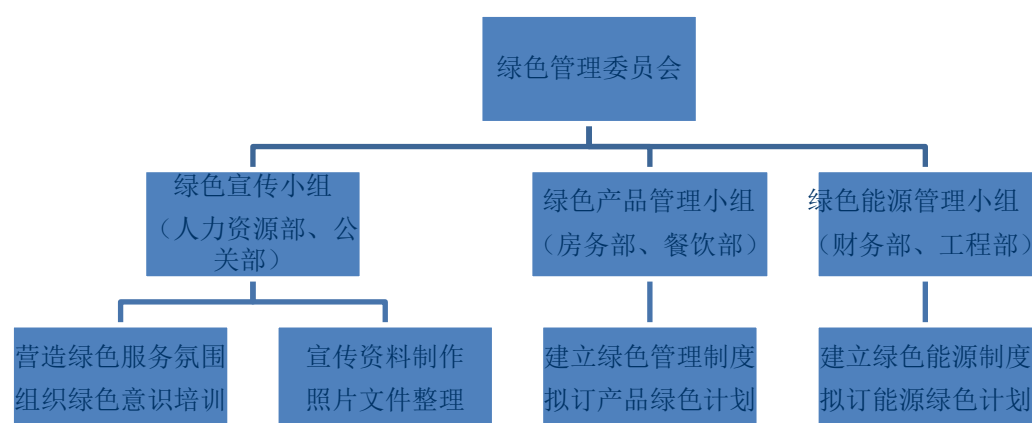 绿色管理委员会
绿色宣传小组
（人力资源部、公
关部）
绿色产品管理小组
（房务部、餐饮部）
绿色能源管理小组
（财务部、工程部）
营造绿色服务氛围
组织绿色意识培训
宣传资料制作
照片文件整理
建立绿色管理制度
拟订产品绿色计划
建立绿色能源制度
拟订能源绿色计划